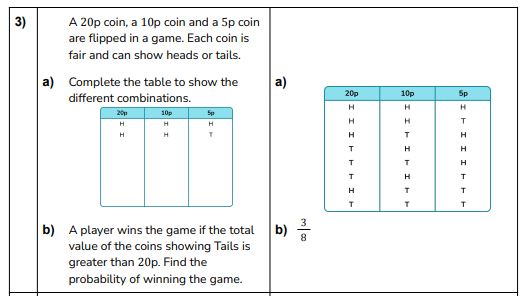 3) A 20p coin, a 10p coin and a 5p coin
are flipped in a game. Each coin is
fair and can show heads or tails.
a) Complete the table to show the
different combinations.
20p 10p 5p
H H H
H H T
b) A player wins the game if the total
value of the coins showing Tails is
greater than 20p. Find the
probability of winning the game.
a)
20p 10p 5p
H H H
H H T
H T H
T H H
T T H
T H T
H T T
T T T
b) 3/8